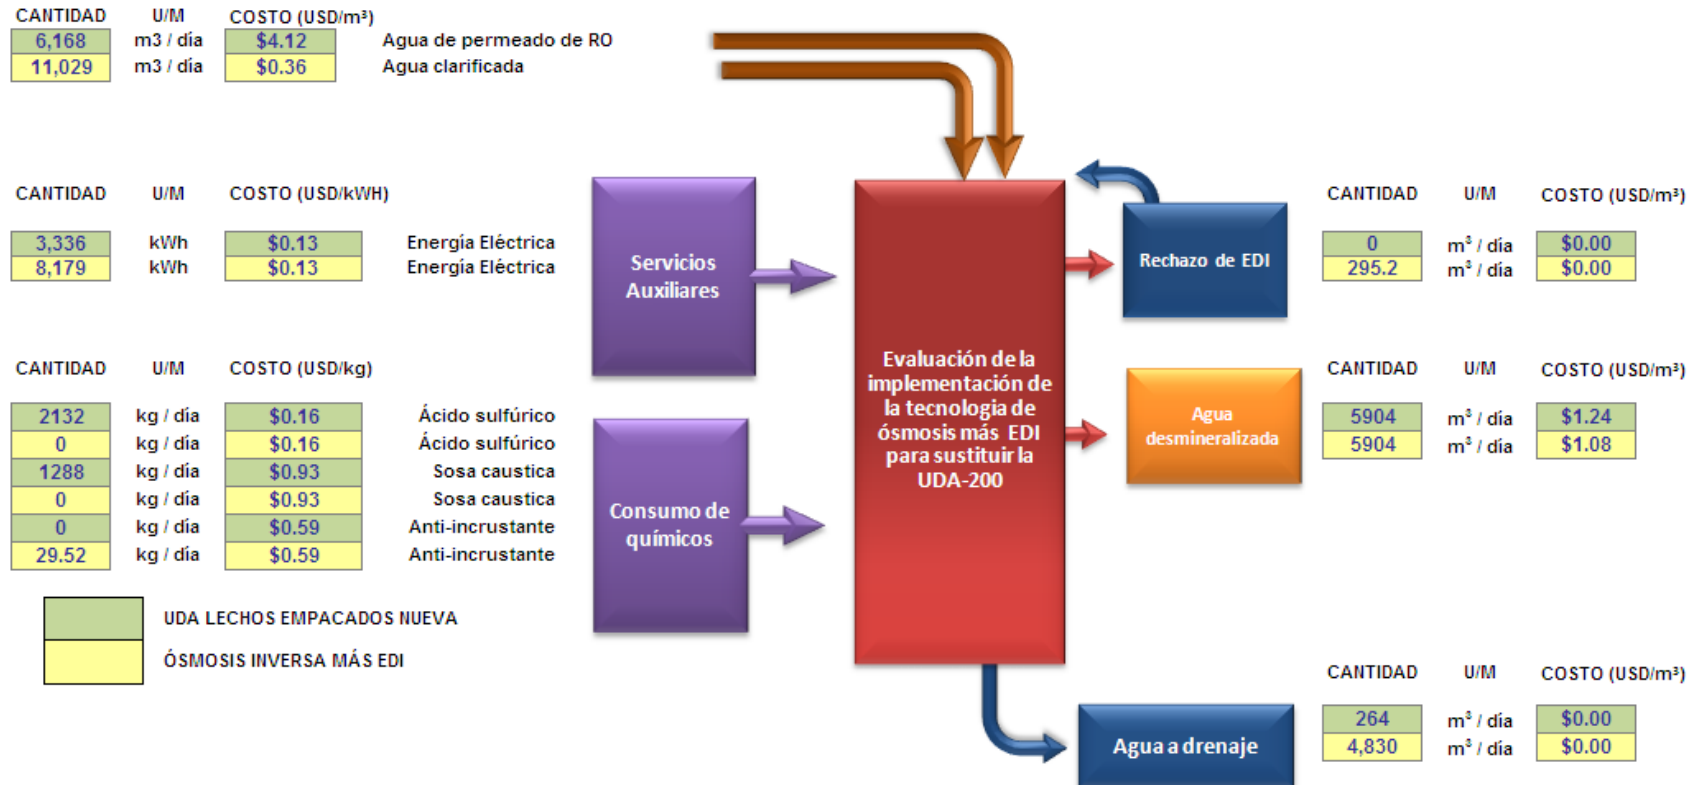 CANTIDAD U/M COSTO (USD/m³)
6,168 m3 / día $4.12 Agua de permeado de RO
11,029 m3 / día $0.36 Agua clarificada
CANTIDAD U/M COSTO (USD/kWH)
3,336 kWh $0.13 Energía Eléctrica
8,179 kWh $0.13 Energía Eléctrica
CANTIDAD U/M COSTO (USD/kg)
2132 kg / día $0.16 Ácido sulfúrico
0 kg / día $0.16 Ácido sulfúrico
1288 kg / día $0.93 Sosa caustica
0 kg / día $0.93 Sosa caustica
0 kg / día $0.59 Anti-incrustante
29.52 kg / día $0.59 Anti-incrustante
UDA LECHOS EMPACADOS NUEVA
ÓSMOSIS INVERSA MÁS EDI
Servicios
Auxiliares
Consumo de
químicos
Evaluación de la
implementación de
la tecnologia de
ósmosis más EDI
para sustituir la
UDA-200
Rechazo de EDI
CANTIDAD U/M COSTO (USD/m³)
0 m³ / día $0.00
295.2 m³ / día $0.00
Agua
desmineralizada
CANTIDAD U/M COSTO (USD/m³)
5904 m³ / día $1.24
5904 m³ / día $1.08
Agua a drenaje
CANTIDAD U/M COSTO (USD/m³)
264 m³ / día $0.00
4,830 m³ / día $0.00